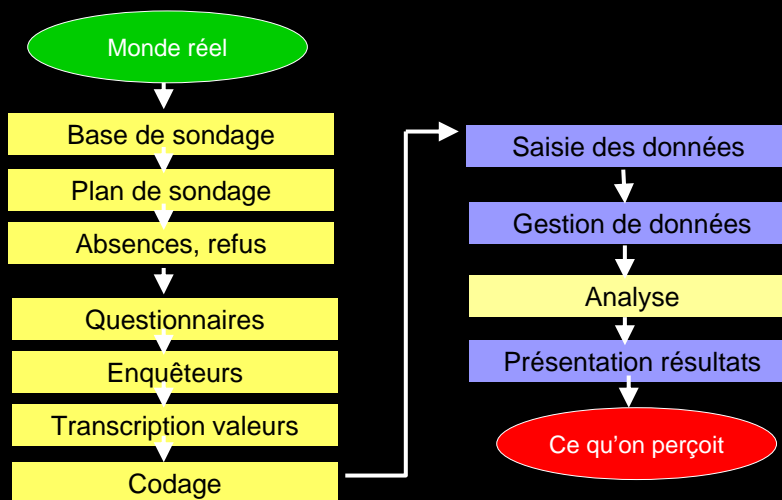 Monde réel
Base de sondage
Plan de sondage
Absences, refus
Questionnaires
Enquêteurs
Transcription valeurs
Codage
Saisie des données
Gestion de données
Analyse
Présentation résultats
Ce qu'on perçoit